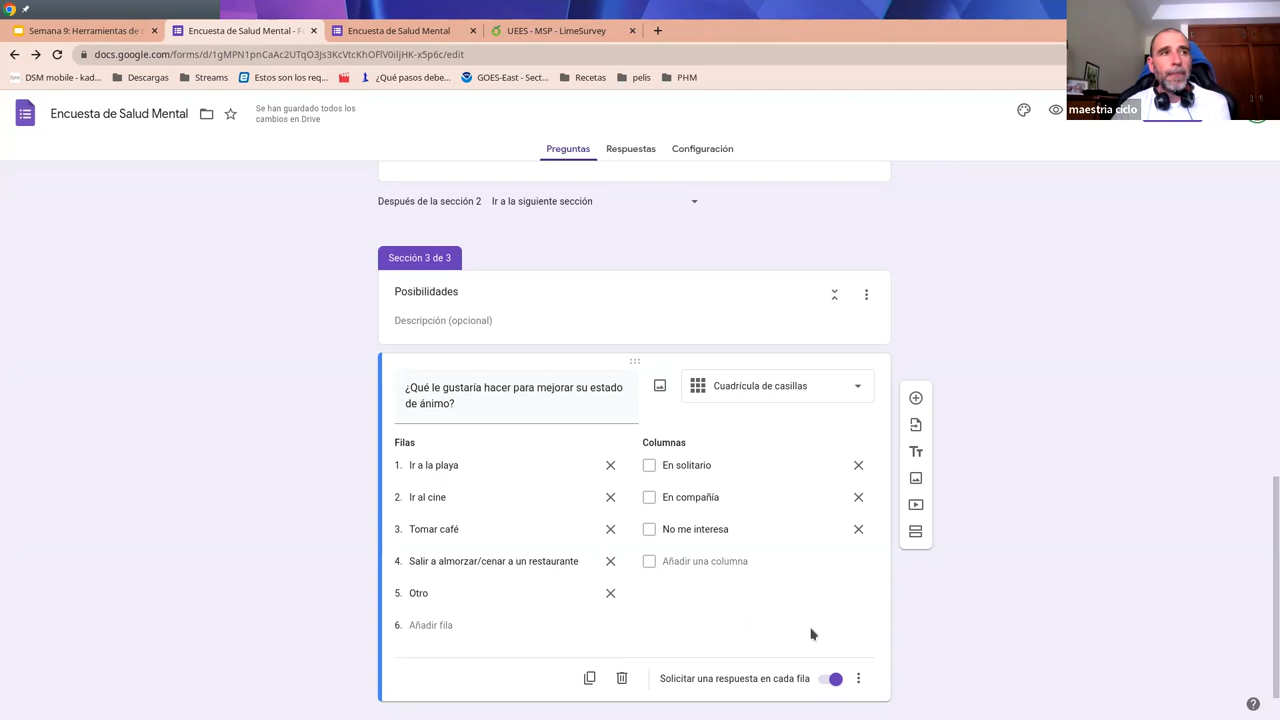 Semana 9: Herramientas de
Encuesta de Salud Mental - F
Encuesta de Salud Mental
UEES - MSP - LimeSurvey
docs.google.com/forms/d/1gMPN1pnCaAc2UTqO3Js3KcVtcKhOFlV0iljHK-x5p6c/edit
DSM mobile - kad...
Descargas
Streams
Estos son los req...
¿Qué pasos debe...
GOES-East - Sect...
Recetas
pelis
PHM
maestria ciclo
Encuesta de Salud Mental
Se han guardado todos los
cambios en Drive
Preguntas
Respuestas
Configuración
Después de la sección 2 Ir a la siguiente sección
Sección 3 de 3
Posibilidades
Descripción (opcional)
¿Qué le gustaría hacer para mejorar su estado
de ánimo?
Cuadrícula de casillas
Filas
Columnas
1. Ir a la playa
En solitario
2. Ir al cine
En compañía
3. Tomar café
No me interesa
4. Salir a almorzar/cenar a un restaurante
Añadir una columna
5. Otro
6. Añadir fila
Solicitar una respuesta en cada fila